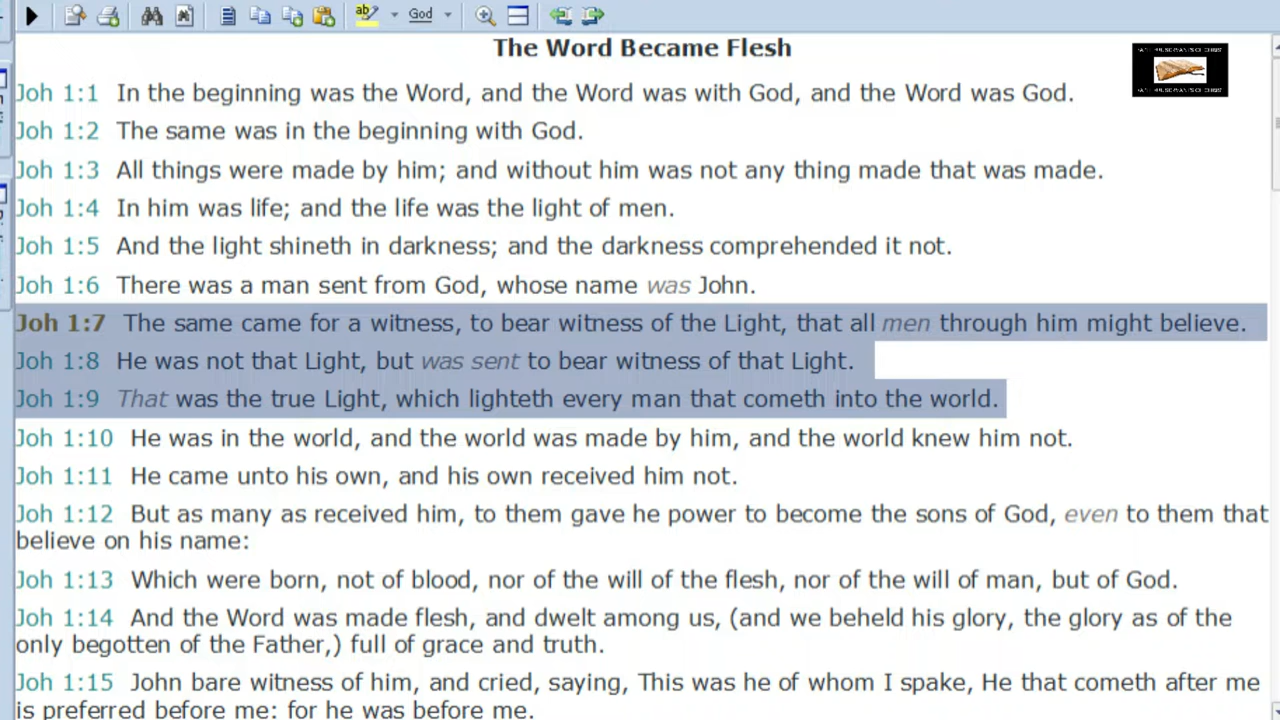 God
The Word Became Flesh
Joh 1:1 In the beginning was the Word, and the Word was with God, and the Word was God.
Joh 1:2 The same was in the beginning with God.
Joh 1:3 All things were made by him; and without him was not any thing made that was made.
Joh 1:4 In him was life; and the life was the light of men.
Joh 1:5 And the light shineth in darkness; and the darkness comprehended it not.
Joh 1:6 There was a man sent from God, whose name was John.
Joh 1:7 The same came for a witness, to bear witness of the Light, that all men through him might believe.
Joh 1:8 He was not that Light, but was sent to bear witness of that Light.
Joh 1:9 That was the true Light, which lighteth every man that cometh into the world.
Joh 1:10 He was in the world, and the world was made by him, and the world knew him not.
Joh 1:11 He came unto his own, and his own received him not.
Joh 1:12 But as many as received him, to them gave he power to become the sons of God, even to them that
believe on his name:
Joh 1:13 Which were born, not of blood, nor of the will of the flesh, nor of the will of man, but of God.
Joh 1:14 And the Word was made flesh, and dwelt among us, (and we beheld his glory, the glory as of the
only begotten of the Father,) full of grace and truth.
Joh 1:15 John bare witness of him, and cried, saying, This was he of whom I spake, He that cometh after me
is preferred before me: for he was before me.